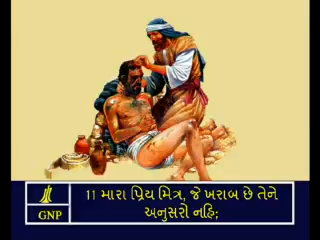 11 મારા પ્રિય મિત્ર, જે ખરાબ છે તેને
અનુસરો નહિ;
GNP